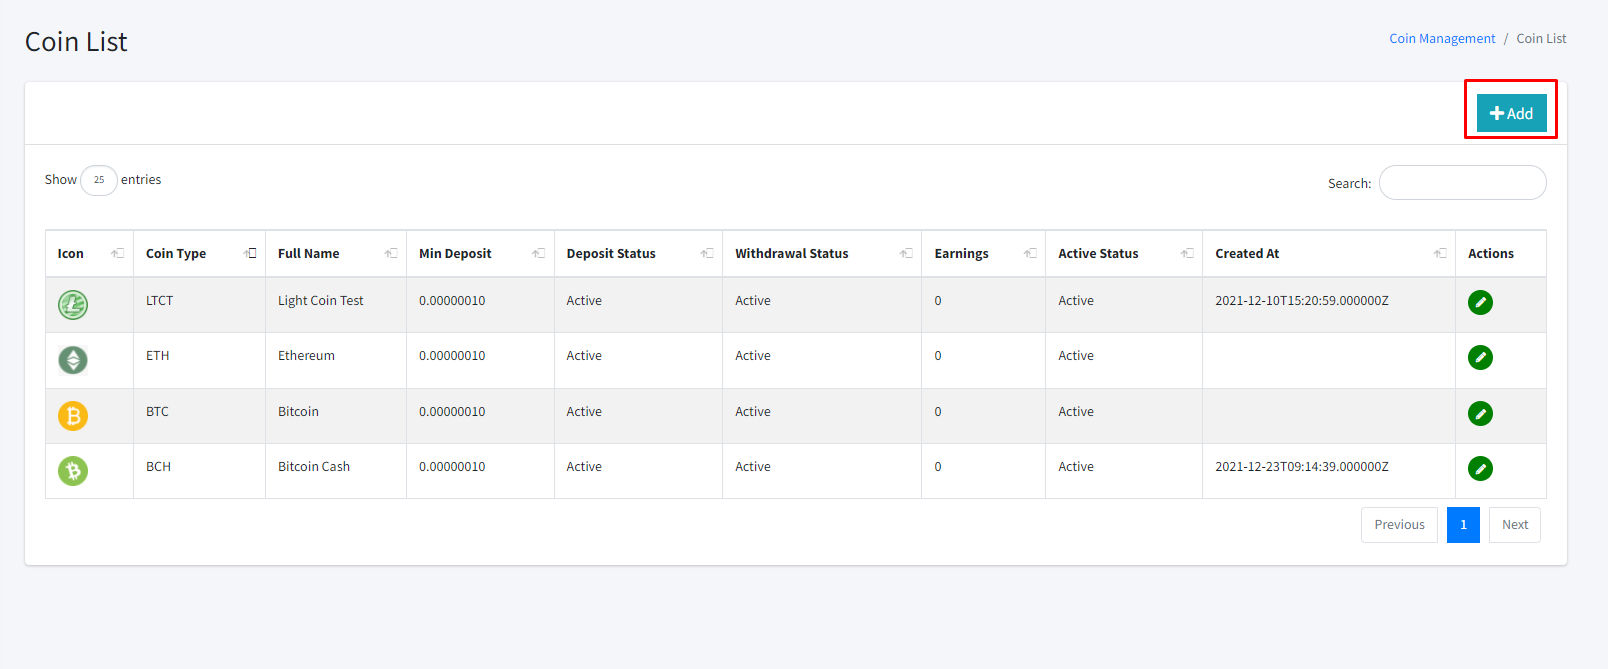 Coin List
Coin Management / Coin List
Add
Show 25 entries
Search:
Icon Coin Type Full Name Min Deposit Deposit Status Withdrawal Status Earnings Active Status Created At Actions
LTCT Light Coin Test 0.00000010 Active Active 0 Active 2021-12-10T15:20:59.000000Z
ETH Ethereum 0.00000010 Active Active 0 Active
BTC Bitcoin 0.00000010 Active Active 0 Active
BCH Bitcoin Cash 0.00000010 Active Active 0 Active 2021-12-23T09:14:39.000000Z
Previous 1 Next